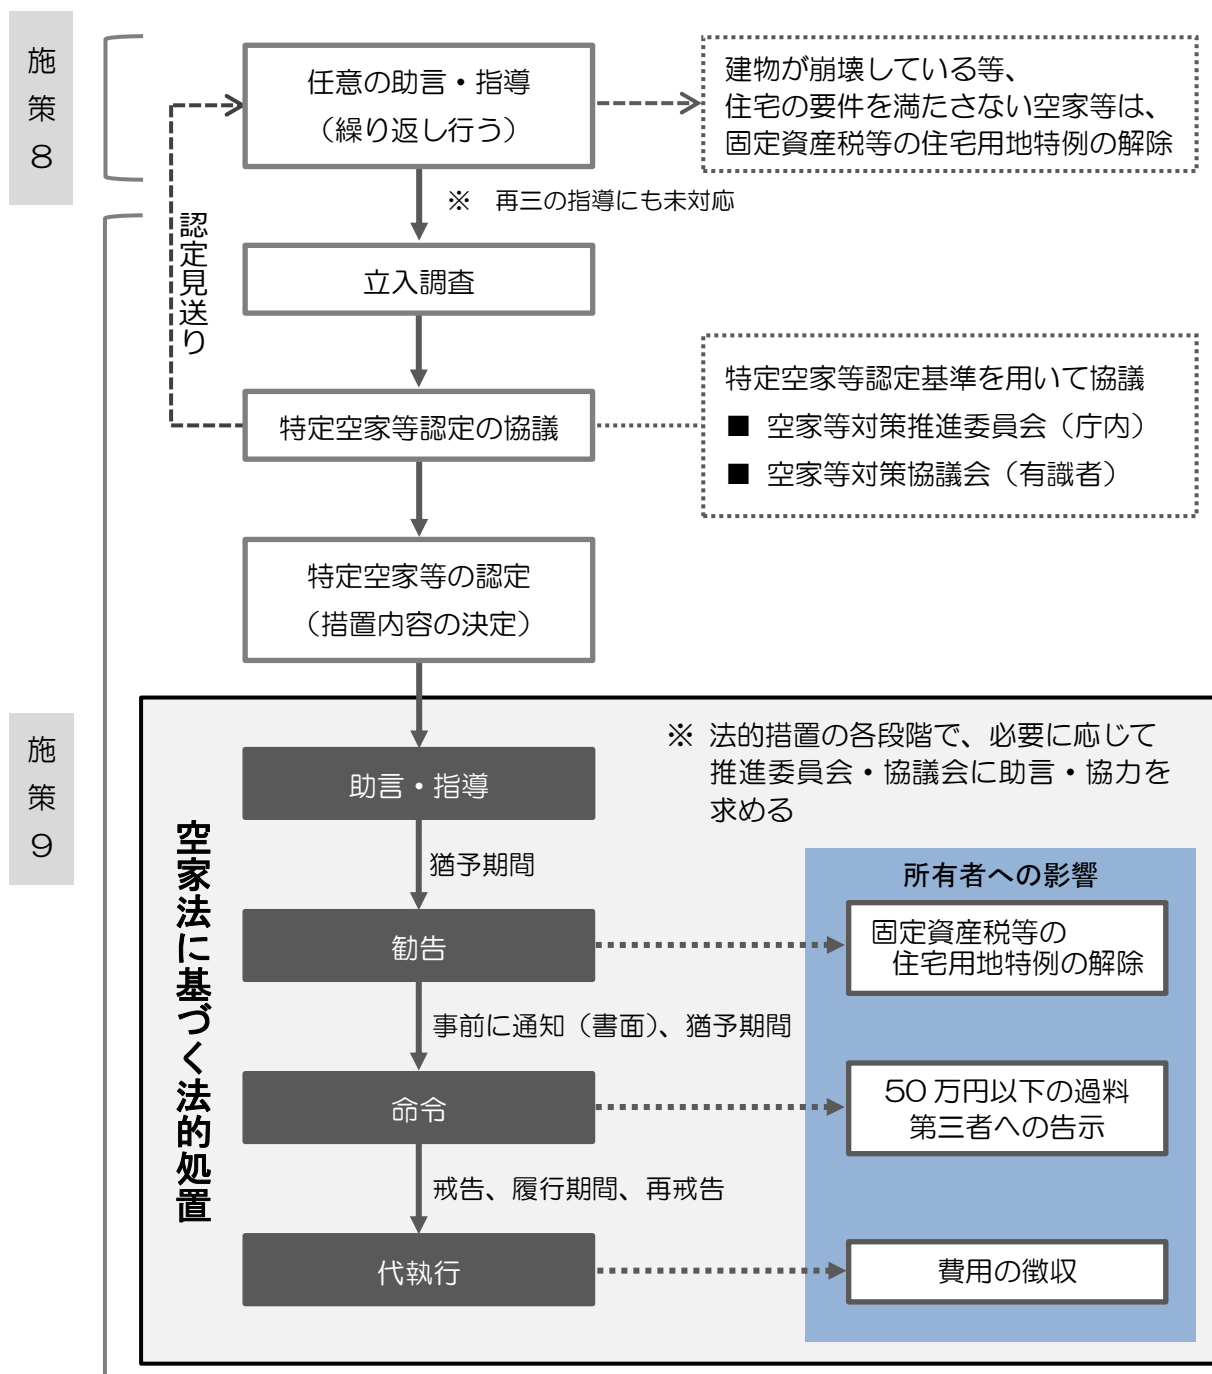 施
策
８
任意の助言・指導
（繰り返し行う）
建物が崩壊している等、
住宅の要件を満たさない空家等は、
固定資産税等の住宅用地特例の解除
※　再三の指導にも未対応
認定見送り
立入調査
特定空家等認定の協議
特定空家等認定基準を用いて協議
■ 空家等対策推進委員会（庁内）
■ 空家等対策協議会（有識者）
特定空家等の認定
（措置内容の決定）
施
策
９
空家法に基づく法的処置
※ 法的措置の各段階で、必要に応じて
推進委員会・協議会に助言・協力を
求める
助言・指導
猶予期間
所有者への影響
勧告
固定資産税等の
住宅用地特例の解除
事前に通知（書面）、猶予期間
命令
50 万円以下の過料
第三者への告示
戒告、履行期間、再戒告
代執行
費用の徴収